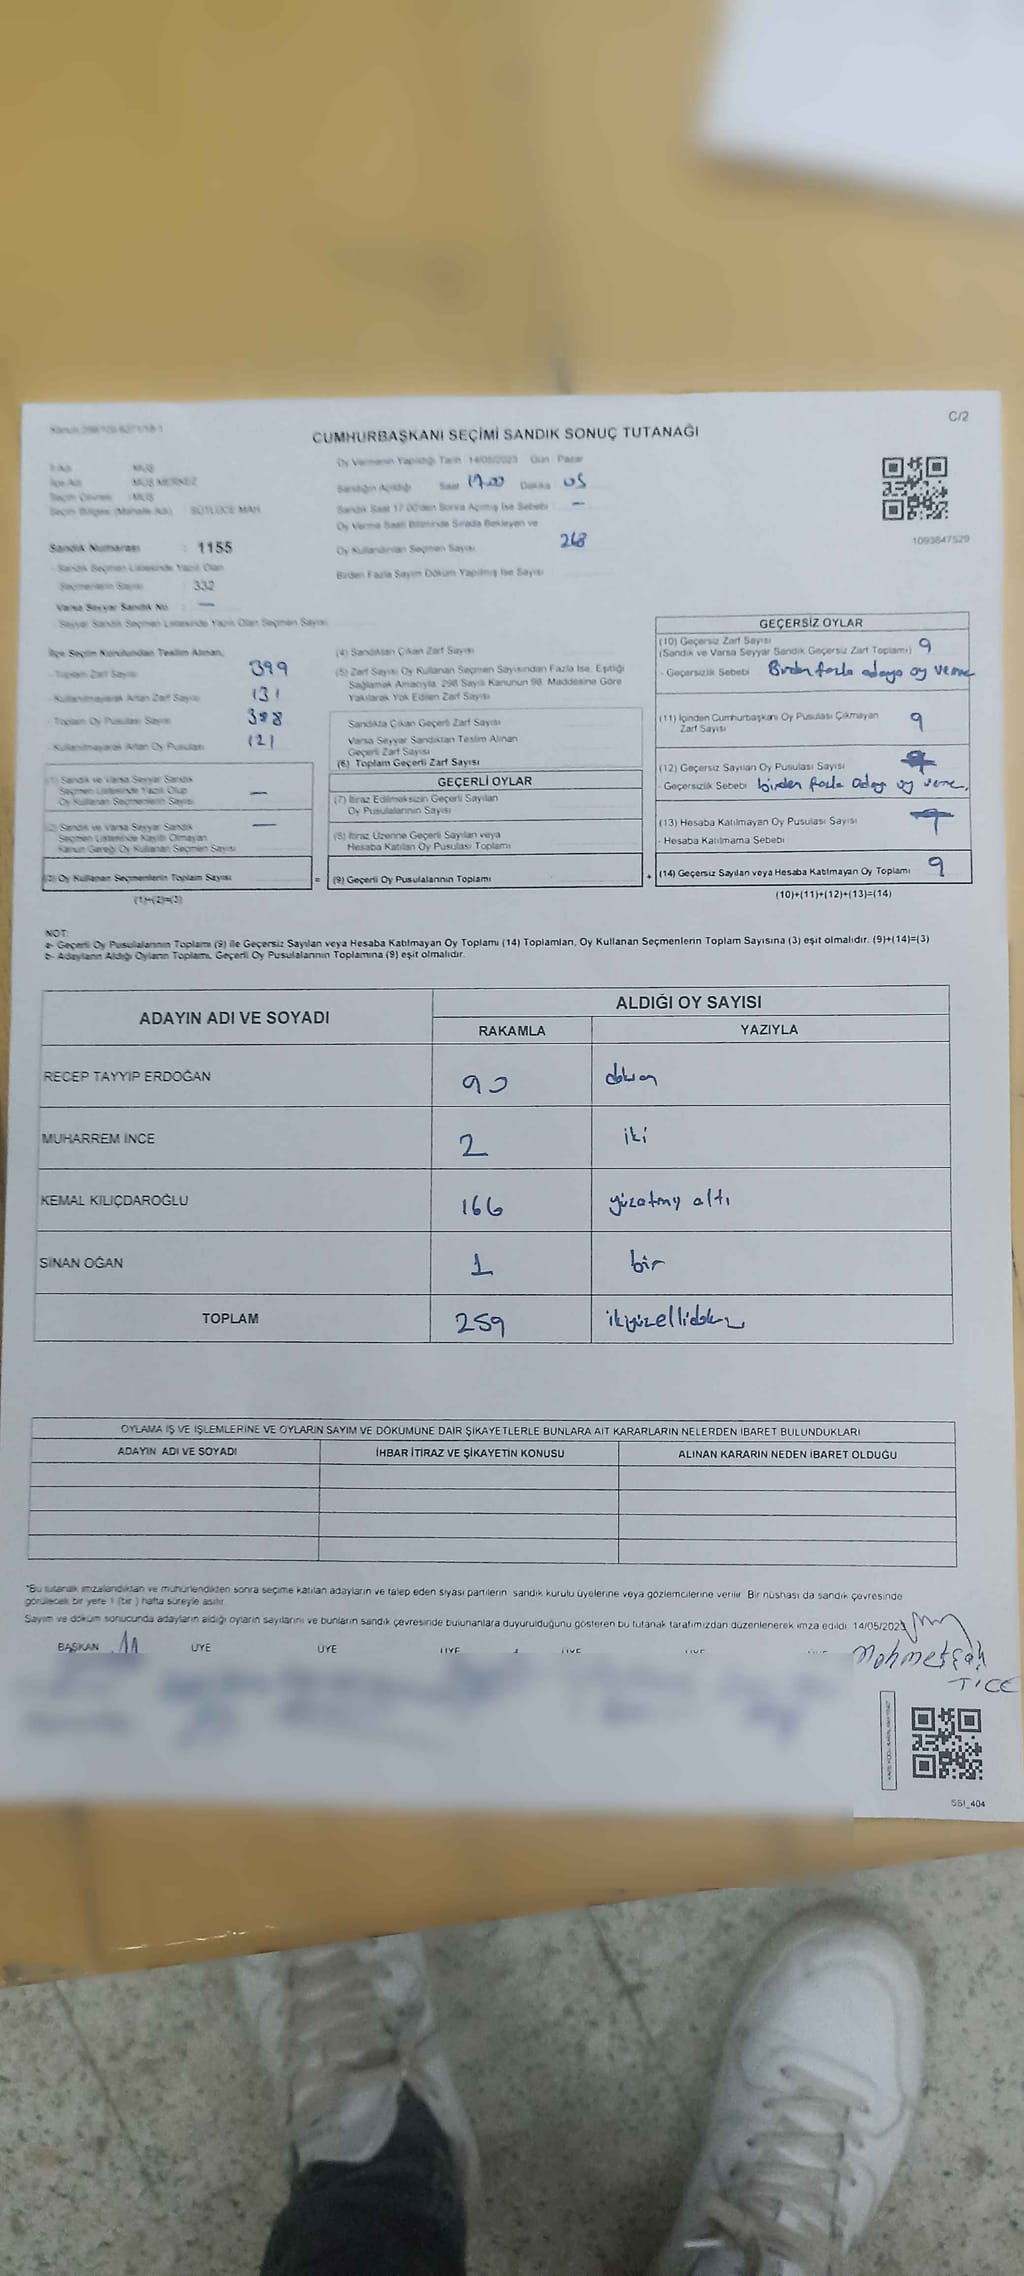 C/2
CUMHURBAŞKANI SEÇİMİ SANDIK SONUÇ TUTANAĞI
İl Adı : MUŞ
İlçe Adı : MUŞ MERKEZ
Seçim Çevresi : MUŞ
Seçim Bölgesi (Mahalle Adı) : SÜTLÜCE MAH.
Sandık Numarası : 1155
Sandık Seçmen Listesinde Yazılı Olan
Seçmenlerin Sayısı : 332
Varsa Seyyar Sandık No : —
- Seyyar Sandık Seçmen Listesinde Yazılı Olan Seçmen Sayısı
Oy Vermenin Yapıldığı Tarih : 14/05/2023 Gün : Pazar
Sandığın Açıldığı Saat 17.00 Dakika 05
Sandık Saat 17.00'den Sonra Açılmış İse Sebebi —
Oy Verme Saati Bitiminde Sırada Bekleyen ve
Oy Kullandırılan Seçmen Sayısı 268
Birden Fazla Sayım Döküm Yapılmış İse Sayısı
1093847529
İlçe Seçim Kurulundan Teslim Alınan;
- Toplam Zarf Sayısı 399
- Kullanılmayarak Artan Zarf Sayısı 131
- Toplam Oy Pusulası Sayısı
- Kullanılmayarak Artan Oy Pusulası 121
(1) Sandık ve Varsa Seyyar Sandık
Seçmen Listesinde Yazılı Olup
Oy Kullanan Seçmenlerin Sayısı —
(2) Sandık ve Varsa Seyyar Sandık
Seçmen Listesinde Kayıtlı Olmayan
Kanun Gereği Oy Kullanan Seçmen Sayısı —
(3) Oy Kullanan Seçmenlerin Toplam Sayısı
(1)+(2)=(3)
(4) Sandıktan Çıkan Zarf Sayısı
(5) Zarf Sayısı Oy Kullanan Seçmen Sayısından Fazla İse, Eşitliği
Sağlamak Amacıyla, 298 Sayılı Kanunun 98. Maddesine Göre
Yakılarak Yok Edilen Zarf Sayısı
Sandıkta Çıkan Geçerli Zarf Sayısı
Varsa Seyyar Sandıktan Teslim Alınan
Geçerli Zarf Sayısı
(6) Toplam Geçerli Zarf Sayısı
GEÇERLİ OYLAR
(7) İtiraz Edilmeksizin Geçerli Sayılan
Oy Pusulalarının Sayısı
(8) İtiraz Üzerine Geçerli Sayılan veya
Hesaba Katılan Oy Pusulası Toplamı
= (9) Geçerli Oy Pusulalarının Toplamı +
GEÇERSİZ OYLAR
(10) Geçersiz Zarf Sayısı 9
(Sandık ve Varsa Seyyar Sandık Geçersiz Zarf Toplamı)
- Geçersizlik Sebebi Birden fazla adaya oy verme
(11) İçinden Cumhurbaşkanı Oy Pusulası Çıkmayan 9
Zarf Sayısı
(12) Geçersiz Sayılan Oy Pusulası Sayısı
- Geçersizlik Sebebi birden fazla aday oy verme.
(13) Hesaba Katılmayan Oy Pusulası Sayısı
- Hesaba Katılmama Sebebi
(14) Geçersiz Sayılan veya Hesaba Katılmayan Oy Toplamı 9
(10)+(11)+(12)+(13)=(14)
NOT:
a- Geçerli Oy Pusulalarının Toplamı (9) ile Geçersiz Sayılan veya Hesaba Katılmayan Oy Toplamı (14) Toplamları, Oy Kullanan Seçmenlerin Toplam Sayısına (3) eşit olmalıdır. (9)+(14)=(3)
b- Adayların Aldığı Oyların Toplamı, Geçerli Oy Pusulalarının Toplamına (9) eşit olmalıdır.
ADAYIN ADI VE SOYADI ALDIĞI OY SAYISI
RAKAMLA YAZIYLA
RECEP TAYYİP ERDOĞAN 90 doksan
MUHARREM İNCE 2 iki
KEMAL KILIÇDAROĞLU 166 yüzatmış altı
SİNAN OĞAN 1 bir
TOPLAM 259 ikiyüzellidokuz
OYLAMA İŞ VE İŞLEMLERİNE VE OYLARIN SAYIM VE DÖKÜMÜNE DAİR ŞİKAYETLERLE BUNLARA AİT KARARLARIN NELERDEN İBARET BULUNDUKLARI
ADAYIN ADI VE SOYADI İHBAR İTİRAZ VE ŞİKAYETİN KONUSU ALINAN KARARIN NEDEN İBARET OLDUĞU
*Bu tutanak imzalandıktan ve mühürlendikten sonra seçime katılan adayların ve talep eden siyasi partilerin sandık kurulu üyelerine veya gözlemcilerine verilir. Bir nüshası da sandık çevresinde
görülecek bir yere 1 (bir) hafta süreyle asılır.
Sayım ve döküm sonucunda adayların aldığı oyların sayılarını ve bunların sandık çevresinde bulunanlara duyurulduğunu gösteren bu tutanak tarafımızdan düzenlenerek imza edildi. 14/05/2023
BAŞKAN ÜYE ÜYE ÜYE ÜYE ÜYE
Mehmetşah
TİCE
SS1_404